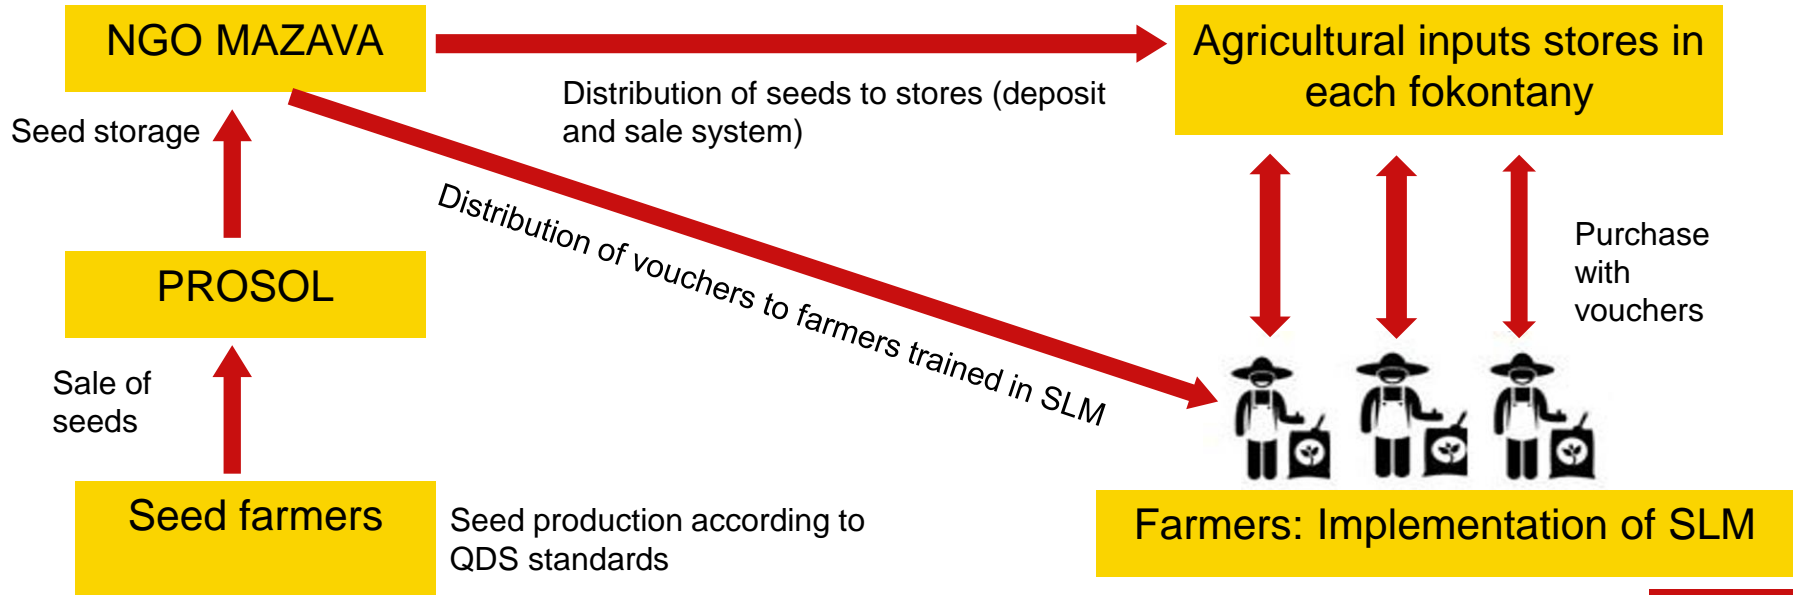 NGO MAZAVA
Agricultural inputs stores in
each fokontany
Distribution of seeds to stores (deposit
and sale system)
Seed storage
Distribution of vouchers to farmers trained in SLM
Purchase
with
vouchers
PROSOL
Sale of
seeds
Seed farmers
Seed production according to
QDS standards
Farmers: Implementation of SLM